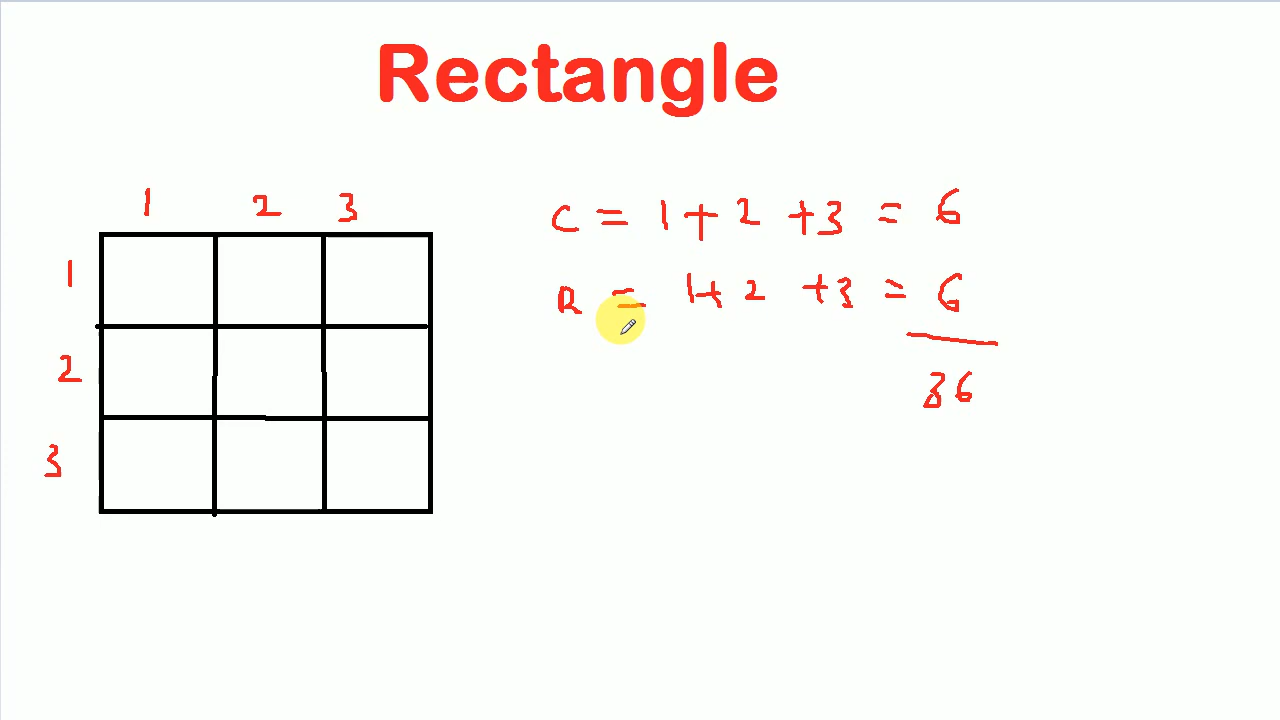 Rectangle
1 2 3
1
2
3
C = 1 + 2 + 3 = 6
R = 1 + 2 + 3 = 6
36